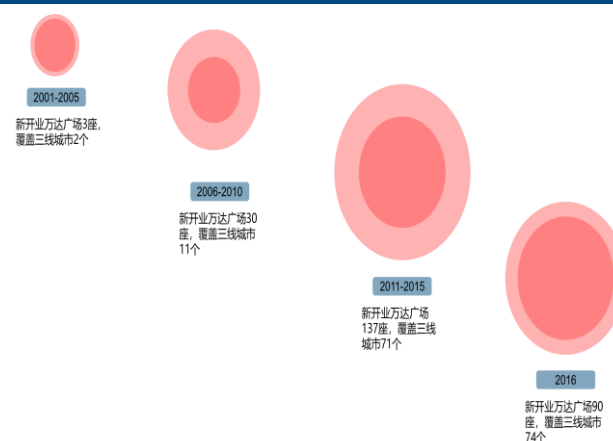 2001-2005
新开业万达广场3座，
覆盖三线城市2个
2006-2010
新开业万达广场30
座，覆盖三线城市
11个
2011-2015
新开业万达广场
137座，覆盖三线
城市71个
2016
新开业万达广场90
座，覆盖三线城市
74个